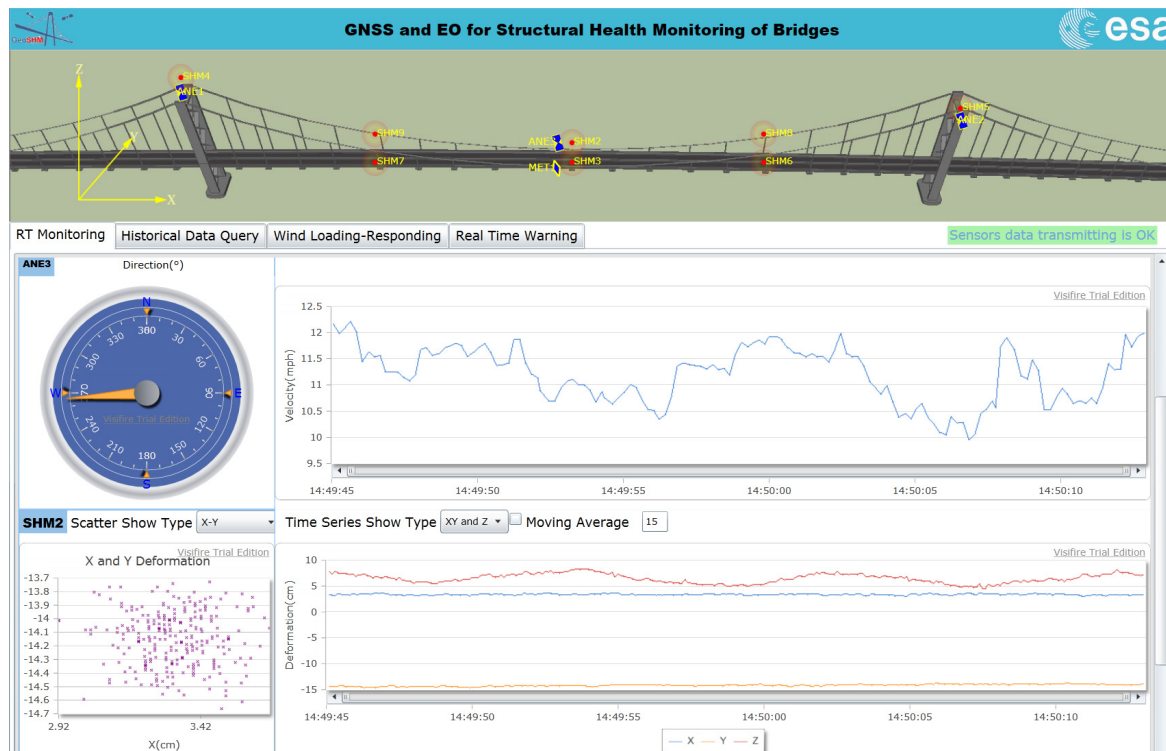 GeoSHM
GNSS and EO for Structural Health Monitoring of Bridges
esa
Z
SHM4
ANE1
Y
X
SHM9
SHM7
ANE3
SHM2
SHM3
MET1
SHM8
SHM6
SHM5
ANE2
RT Monitoring
Historical Data Query
Wind Loading-Responding
Real Time Warning
Sensors data transmitting is OK
ANE3
Direction(°)
N
330
30
300
60
W
E
240
120
210
150
180
S
Visifire Trial Edition
Visifire Trial Edition
Velocity(mph)
12.5
12
11.5
11
10.5
10
9.5
14:49:45 14:49:50 14:49:55 14:50:00 14:50:05 14:50:10
SHM2 Scatter Show Type X-Y
Time Series Show Type XY and Z Moving Average 15
Visifire Trial Edition
X and Y Deformation
-13.7
-13.8
-13.9
-14
-14.1
-14.2
-14.3
-14.4
-14.5
-14.6
-14.7
2.92 3.42
X(cm)
Visifire Trial Edition
Deformation(cm)
10
5
0
-5
-10
-15
14:49:45 14:49:50 14:49:55 14:50:00 14:50:05 14:50:10
X Y Z